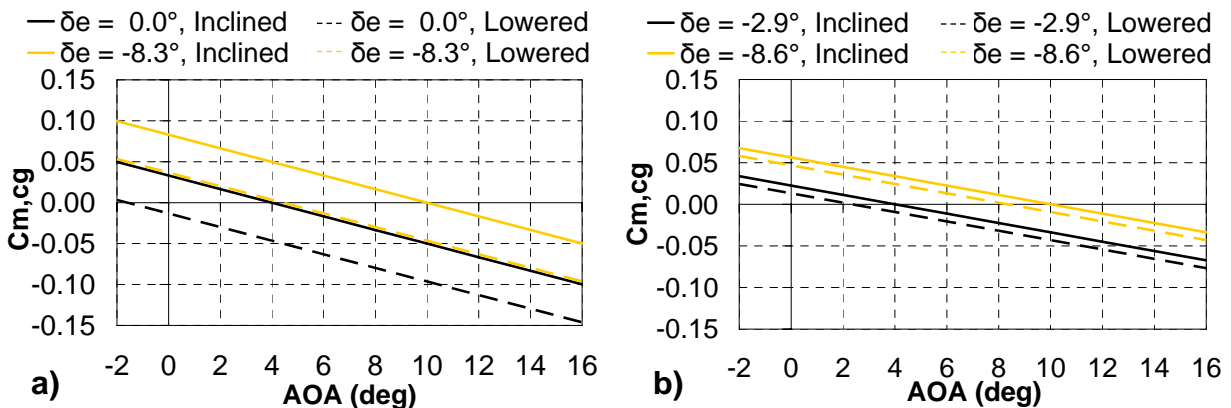 δe = 0.0°, Inclined δe = 0.0°, Lowered
δe = -8.3°, Inclined δe = -8.3°, Lowered
Cm,cg
0.15
0.10
0.05
0.00
-0.05
-0.10
-0.15
-2 0 2 4 6 8 10 12 14 16
AOA (deg)
a)
δe = -2.9°, Inclined δe = -2.9°, Lowered
δe = -8.6°, Inclined δe = -8.6°, Lowered
Cm,cg
0.15
0.10
0.05
0.00
-0.05
-0.10
-0.15
-2 0 2 4 6 8 10 12 14 16
AOA (deg)
b)